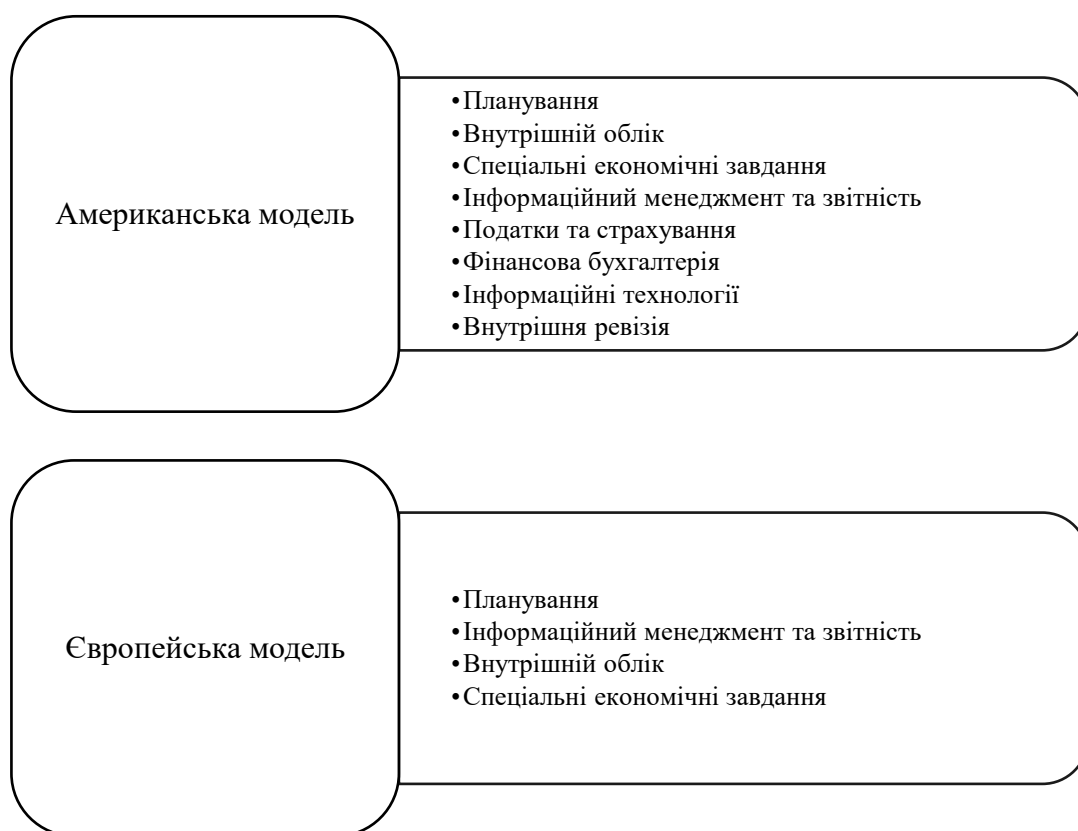 Американська модель
•Планування
•Внутрішній облік
•Спеціальні економічні завдання
•Інформаційний менеджмент та звітність
•Податки та страхування
•Фінансова бухгалтерія
•Інформаційні технології
•Внутрішня ревізія
Європейська модель
•Планування
•Інформаційний менеджмент та звітність
•Внутрішній облік
•Спеціальні економічні завдання